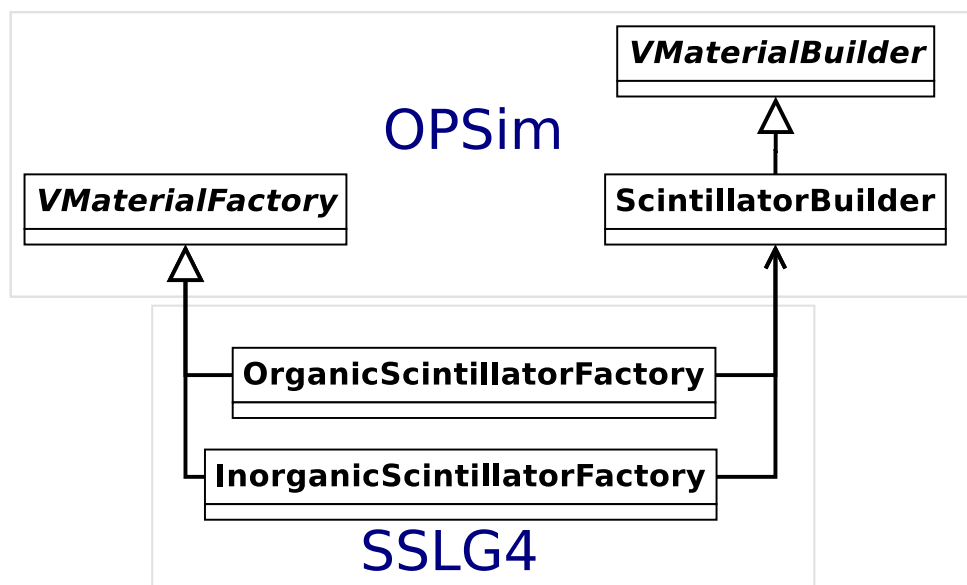 VMaterialBuilder
OPSim
VMaterialFactory
ScintillatorBuilder
OrganicScintillatorFactory
InorganicScintillatorFactory
SSLG4